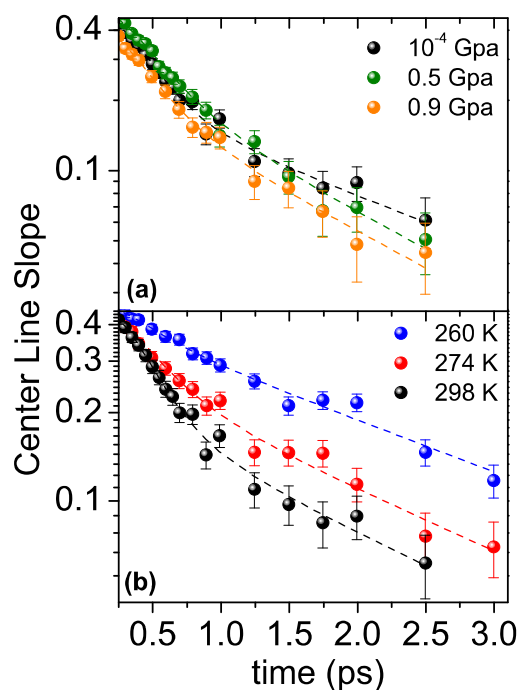 0.4
10⁻⁴ Gpa
0.5 Gpa
0.9 Gpa
0.1
(a)
Center Line Slope
0.4
260 K
0.3
274 K
298 K
0.2
0.1
(b)
0.5 1.0 1.5 2.0 2.5 3.0
time (ps)